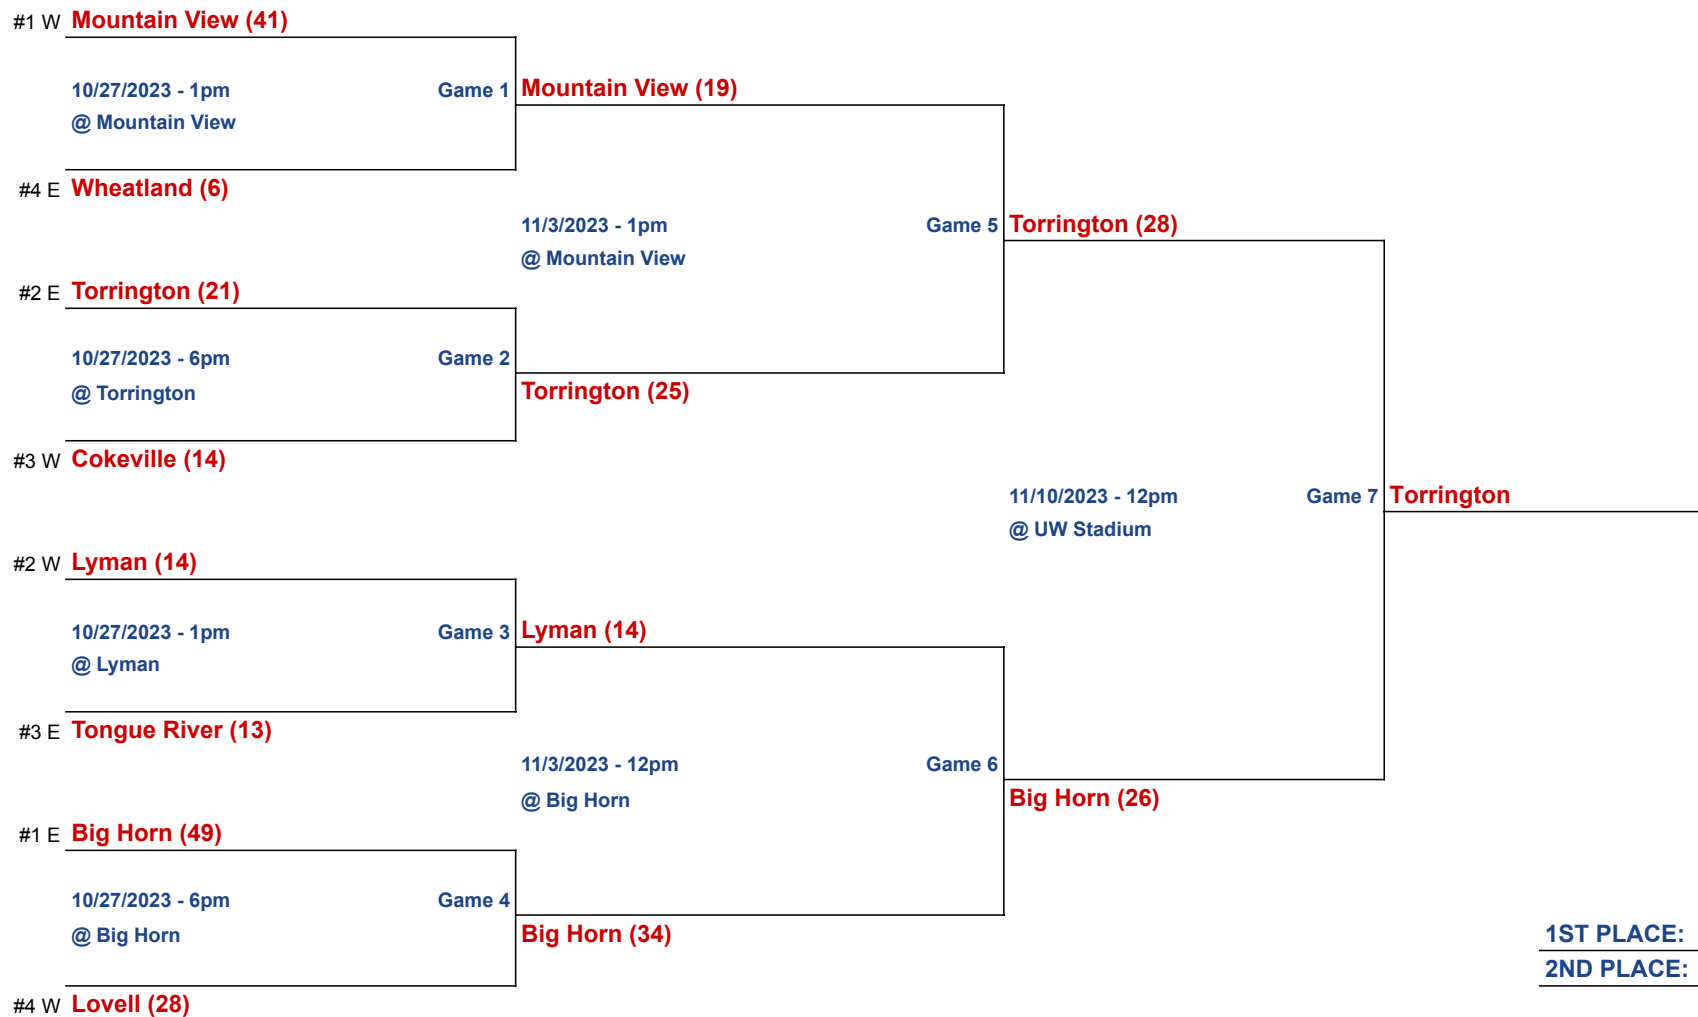 #1 W Mountain View (41)
10/27/2023 - 1pm Game 1
@ Mountain View
#4 E Wheatland (6)
Mountain View (19)
11/3/2023 - 1pm Game 5
@ Mountain View
#2 E Torrington (21)
10/27/2023 - 6pm Game 2
@ Torrington
#3 W Cokeville (14)
Torrington (25)
Torrington (28)
11/10/2023 - 12pm Game 7
@ UW Stadium
Torrington
#2 W Lyman (14)
10/27/2023 - 1pm Game 3
@ Lyman
#3 E Tongue River (13)
Lyman (14)
11/3/2023 - 12pm Game 6
@ Big Horn
Big Horn (26)
#1 E Big Horn (49)
10/27/2023 - 6pm Game 4
@ Big Horn
#4 W Lovell (28)
Big Horn (34)
1ST PLACE:
2ND PLACE: